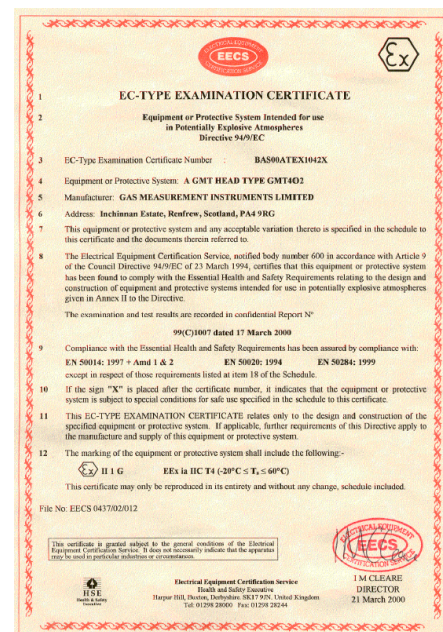 ELECTRICAL EQUIPMENT
EECS
CERTIFICATION SERVICE
Ex
1 EC-TYPE EXAMINATION CERTIFICATE
2 Equipment or Protective System Intended for use
in Potentially Explosive Atmospheres
Directive 94/9/EC
3 EC-Type Examination Certificate Number : BAS00ATEX1042X
4 Equipment or Protective System: A GMT HEAD TYPE GMT4O2
5 Manufacturer: GAS MEASUREMENT INSTRUMENTS LIMITED
6 Address: Inchinnan Estate, Renfrew, Scotland, PA4 9RG
7 This equipment or protective system and any acceptable variation thereto is specified in the schedule to
this certificate and the documents therein referred to.
8 The Electrical Equipment Certification Service, notified body number 600 in accordance with Article 9
of the Council Directive 94/9/EC of 23 March 1994, certifies that this equipment or protective system
has been found to comply with the Essential Health and Safety Requirements relating to the design and
construction of equipment and protective systems intended for use in potentially explosive atmospheres
given in Annex II to the Directive.
The examination and test results are recorded in confidential Report N°
99(C)1007 dated 17 March 2000
9 Compliance with the Essential Health and Safety Requirements has been assured by compliance with:
EN 50014: 1997 + Amd 1 & 2 EN 50020: 1994 EN 50284: 1999
except in respect of those requirements listed at item 18 of the Schedule.
10 If the sign "X" is placed after the certificate number, it indicates that the equipment or protective
system is subject to special conditions for safe use specified in the schedule to this certificate.
11 This EC-TYPE EXAMINATION CERTIFICATE relates only to the design and construction of the
specified equipment or protective system. If applicable, further requirements of this Directive apply to
the manufacture and supply of this equipment or protective system.
12 The marking of the equipment or protective system shall include the following:-
Ex II 1 G EEx ia IIC T4 (-20°C ≤ Ta ≤ 60°C)
This certificate may only be reproduced in its entirety and without any change, schedule included.
File No: EECS 0437/02/012
This certificate is granted subject to the general conditions of the Electrical
Equipment Certification Service. It does not necessarily indicate that the apparatus
may be used in particular industries or circumstances.
ELECTRICAL EQUIPMENT
EECS
CERTIFICATION SERVICE
HSE
Health & Safety
Executive
Electrical Equipment Certification Service
Health and Safety Executive
Harpur Hill, Buxton, Derbyshire. SK17 9JN. United Kingdom
Tel: 01298 28000 Fax: 01298 28244
I M CLEARE
DIRECTOR
21 March 2000